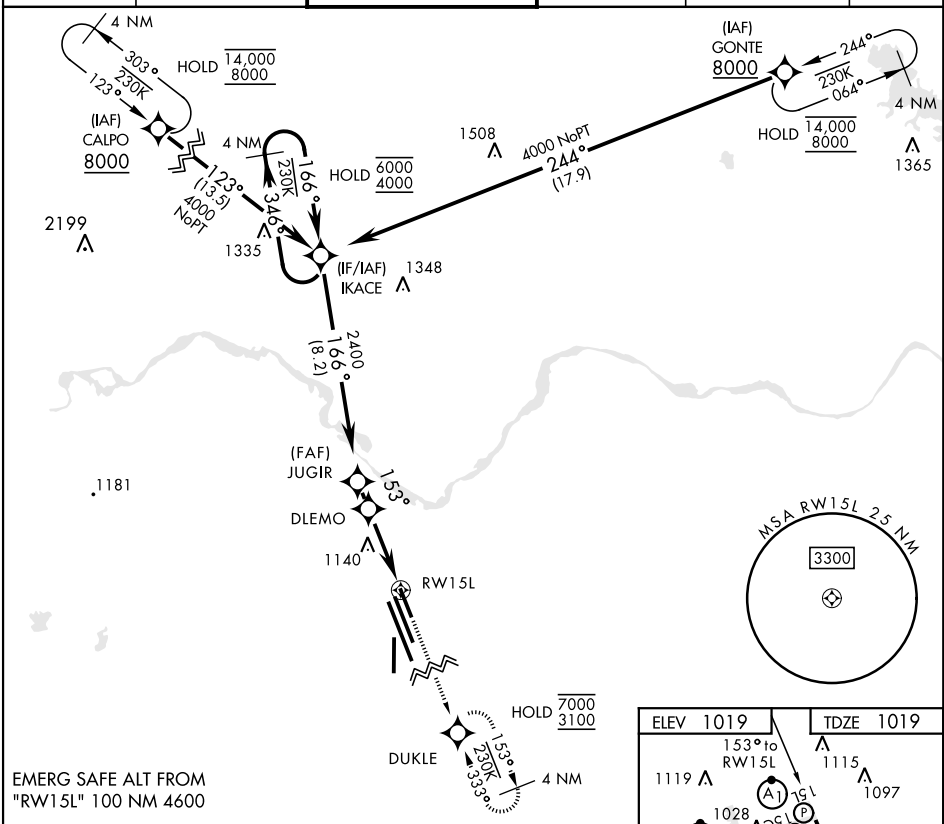 4 NM
303°
230K
123°
HOLD 14,000
8000
(IAF)
CALPO
8000
123°
(13.5)
4000
NoPT
4 NM
166°
230K
346°
HOLD 6000
4000
1508
4000 NoPT
244°
(17.9)
(IAF)
GONTE
8000
244°
230K
064°
4 NM
HOLD 14,000
8000
1365
2199
1335
(IF/IAF)
IKACE
1348
2400
166°
(8.2)
(FAF)
JUGIR
153°
DLEMO
1181
1140
RW15L
MSA RW15L 25 NM
3300
HOLD 7000
3100
DUKLE
153°
230K
333°
4 NM
EMERG SAFE ALT FROM
"RW15L" 100 NM 4600
ELEV 1019
TDZE 1019
153° to
RW15L
1119
1115
1097
A1
15L
P
1028
15C